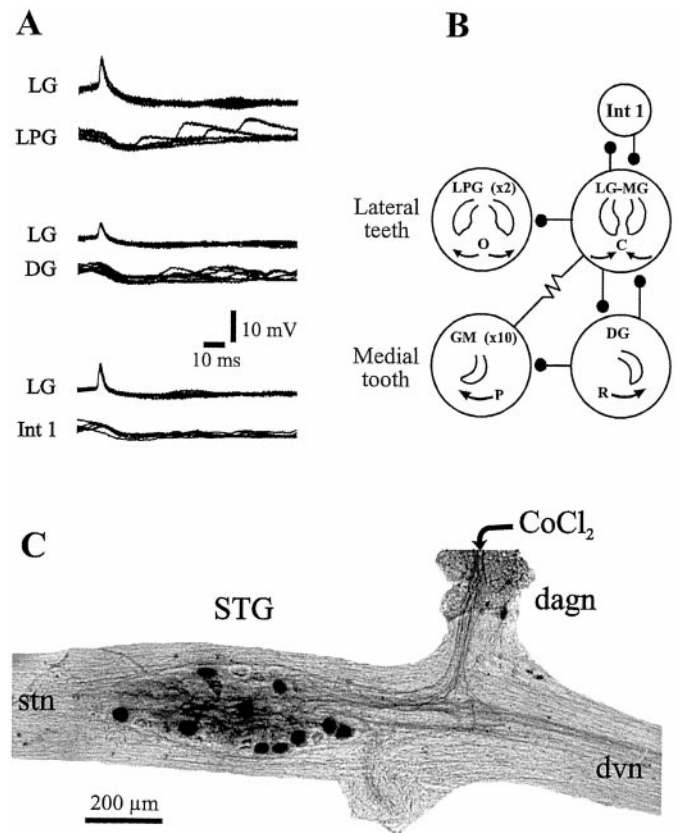 A
LG
LPG
LG
DG
10 mV
10 ms
LG
Int 1
B
Int 1
LPG (x2)
LG-MG
Lateral
teeth
O
C
GM (x10)
DG
Medial
tooth
P
R
C
CoCl₂
STG
dagn
stn
dvn
200 µm